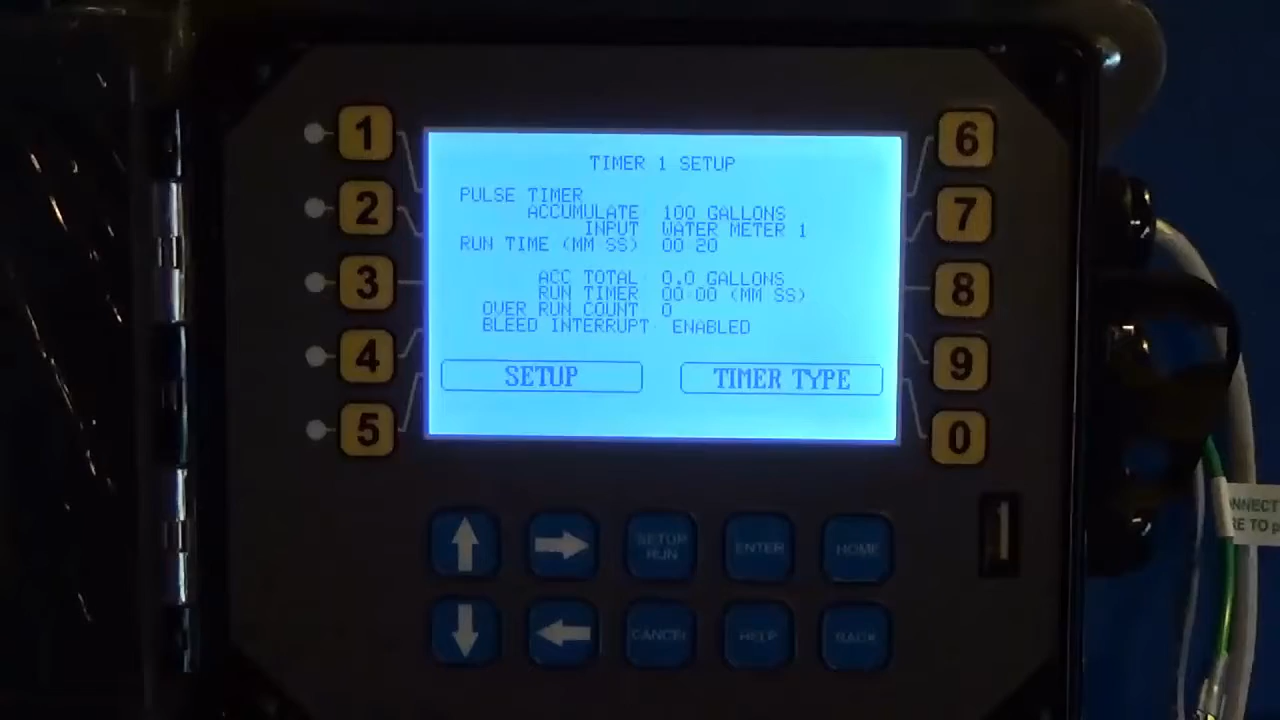 TIMER 1 SETUP
PULSE TIMER
ACCUMULATE 100 GALLONS
INPUT WATER METER 1
RUN TIME (MM SS) 00 20
ACC TOTAL 0.0 GALLONS
RUN TIMER 00:00 (MM SS)
OVER RUN COUNT 0
BLEED INTERRUPT ENABLED
SETUP TIMER TYPE
1
2
3
4
5
6
7
8
9
0
SETUP
RUN
ENTER
HOME
CANCEL
HELP
BACK